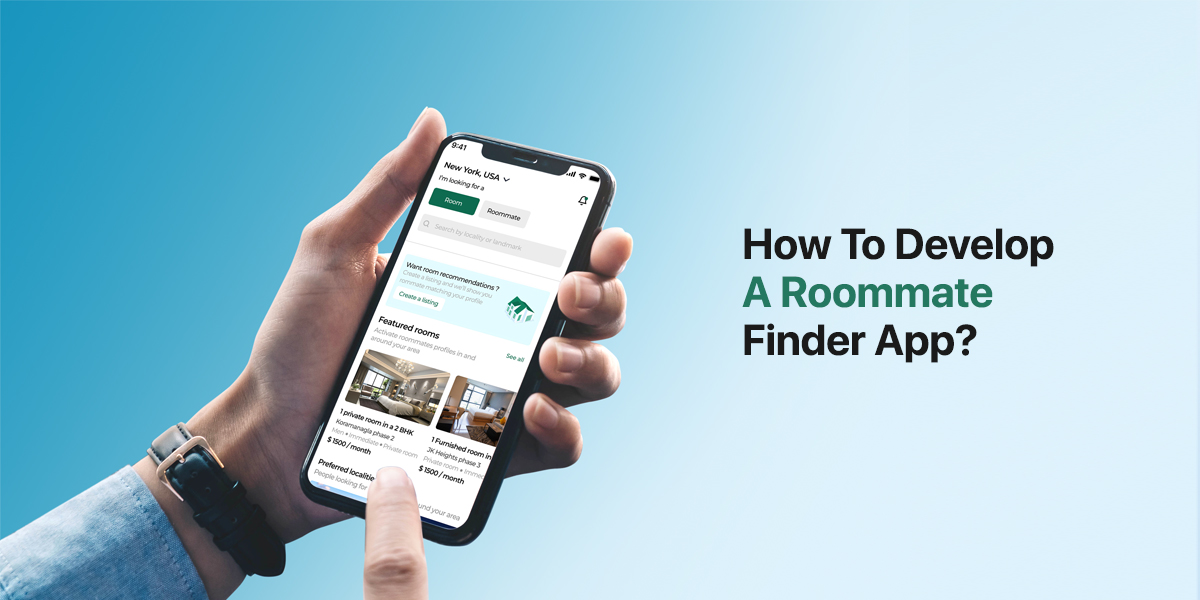 9:41
New York, USA
I'm looking for a
Room
Roommate
Search by locality or landmark
Want room recommendations ?
Create a listing and we'll show you
roommate matching your profile
Create a listing
Featured rooms
Activate roommates profiles in and
around your area
See all
1 private room in a 2 BHK
Koramanagla phase 2
Men • Immediate • Private room
$ 1500 / month
1 Furnished room in
JK Heights phase 3
Private room • Immed
$ 1500 / month
Preferred localitie
People looking for
ound your area
How To Develop
A Roommate
Finder App?